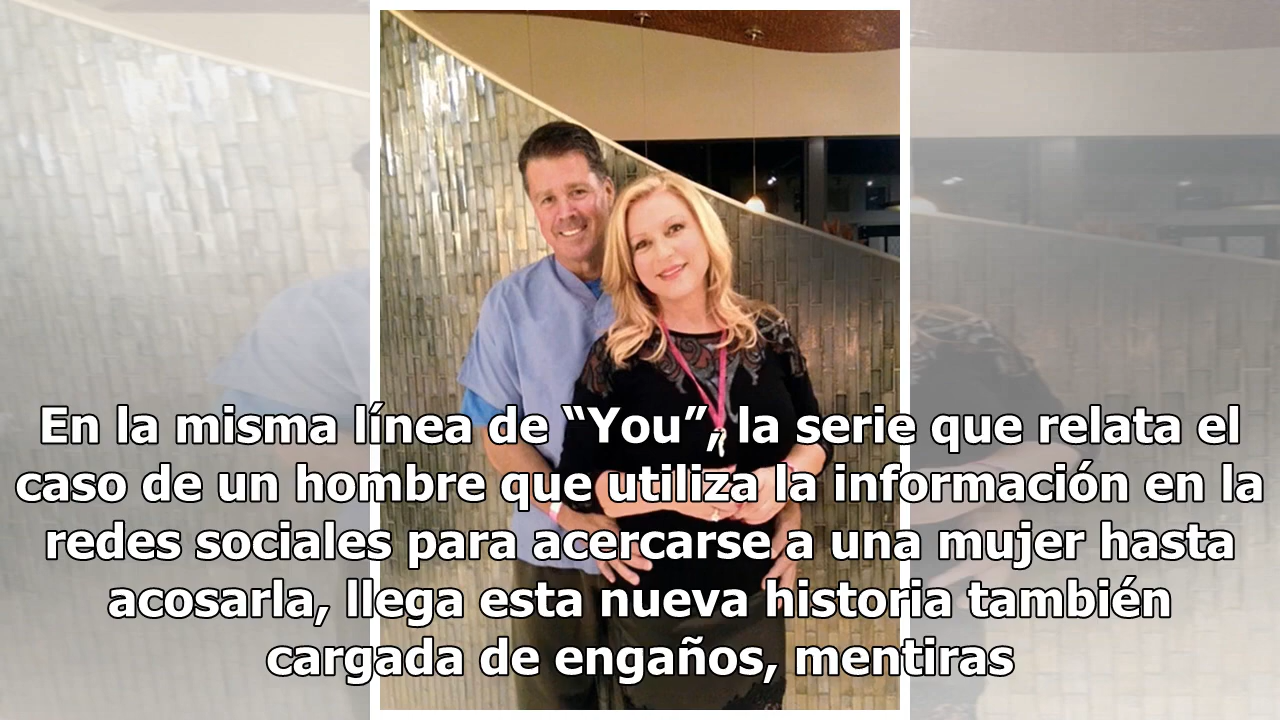 En la misma línea de “You”, la serie que relata el
caso de un hombre que utiliza la información en la
redes sociales para acercarse a una mujer hasta
acosarla, llega esta nueva historia también
cargada de engaños, mentiras